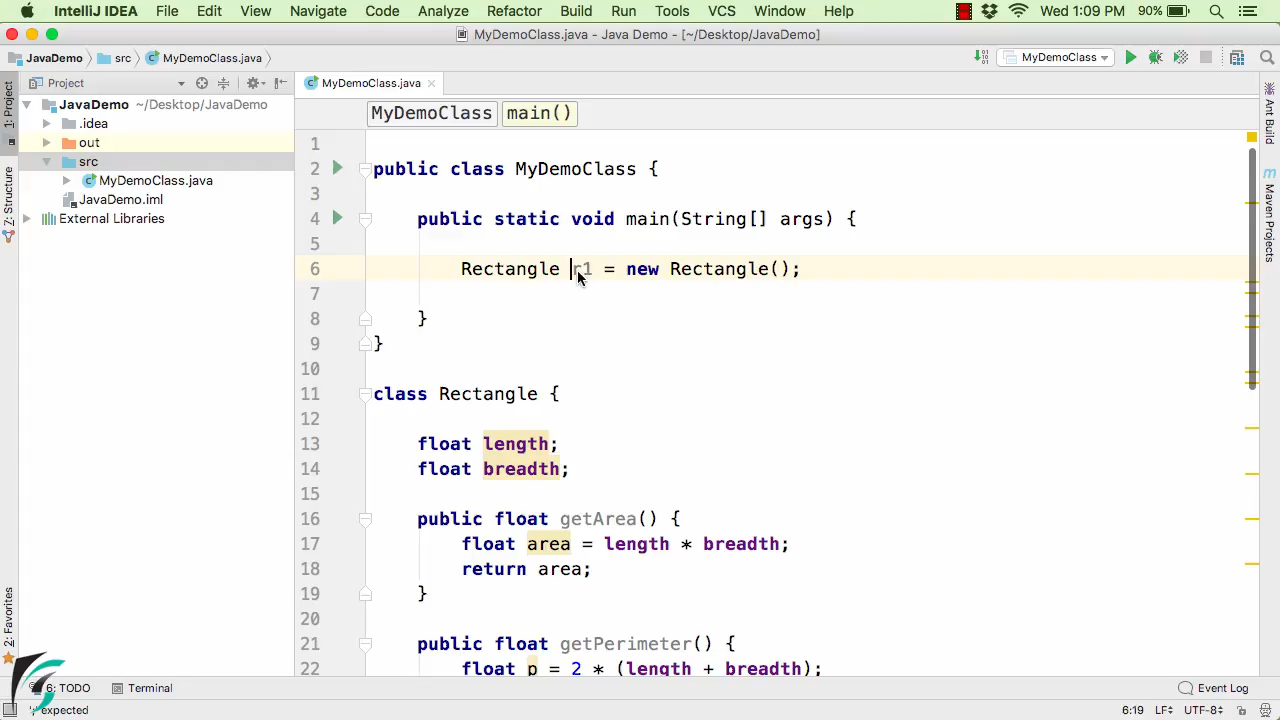 IntelliJ IDEA File Edit View Navigate Code Analyze Refactor Build Run Tools VCS Window Help Wed 1:09 PM 90%
MyDemoClass.java - Java Demo - [~/Desktop/JavaDemo]
JavaDemo src MyDemoClass.java MyDemoClass
1: Project
Project
MyDemoClass.java
JavaDemo ~/Desktop/JavaDemo
.idea
out
src
MyDemoClass.java
JavaDemo.iml
External Libraries
Z: Structure
2: Favorites
MyDemoClass main()
1
2 public class MyDemoClass {
3
4 public static void main(String[] args) {
5
6 Rectangle r1 = new Rectangle();
7
8 }
9 }
10
11 class Rectangle {
12
13 float length;
14 float breadth;
15
16 public float getArea() {
17 float area = length * breadth;
18 return area;
19 }
20
21 public float getPerimeter() {
22 float p = 2 * (length + breadth);
Ant Build
Maven Projects
6: TODO Terminal Event Log
expected 6:19 LF UTF-8